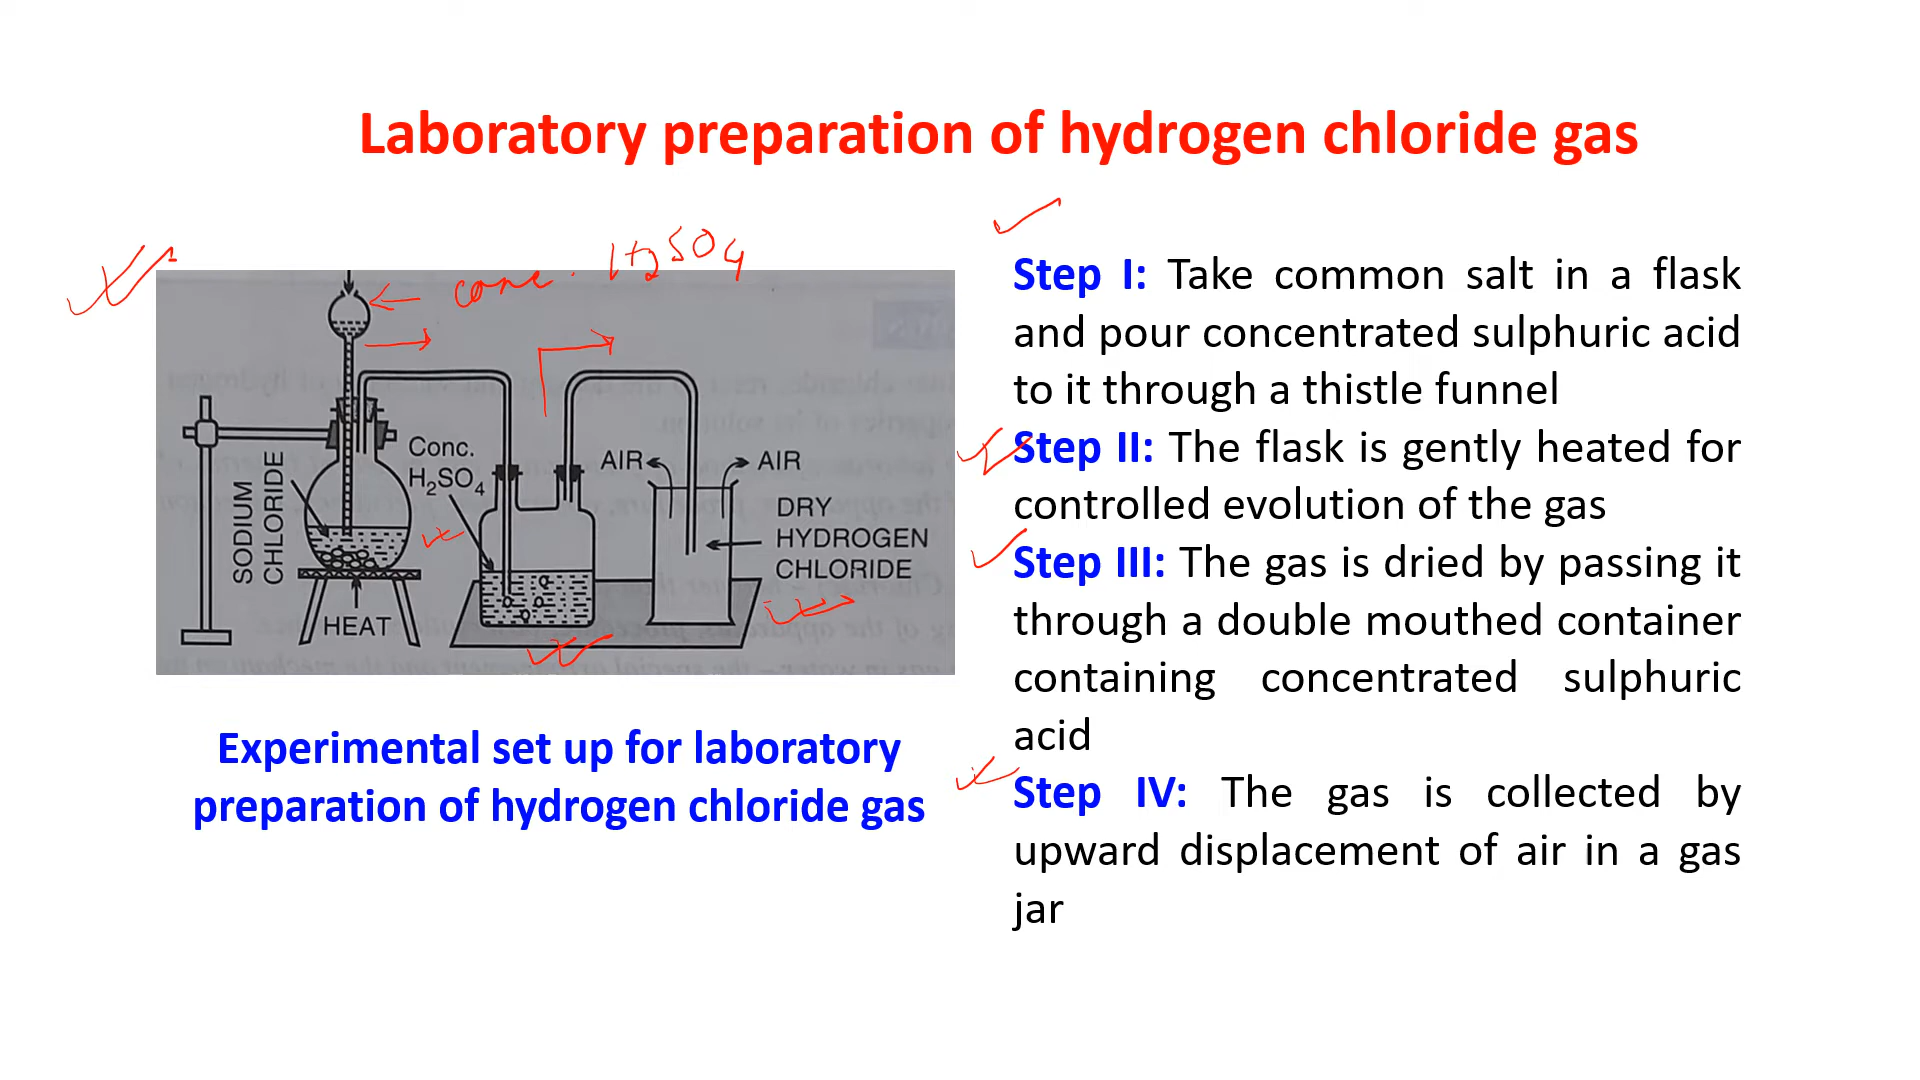 Laboratory preparation of hydrogen chloride gas
conc. H2SO4
Conc.
H2SO4
AIR
AIR
SODIUM
CHLORIDE
DRY
HYDROGEN
CHLORIDE
HEAT
Experimental set up for laboratory
preparation of hydrogen chloride gas
Step I: Take common salt in a flask
and pour concentrated sulphuric acid
to it through a thistle funnel
Step II: The flask is gently heated for
controlled evolution of the gas
Step III: The gas is dried by passing it
through a double mouthed container
containing concentrated sulphuric
acid
Step IV: The gas is collected by
upward displacement of air in a gas
jar